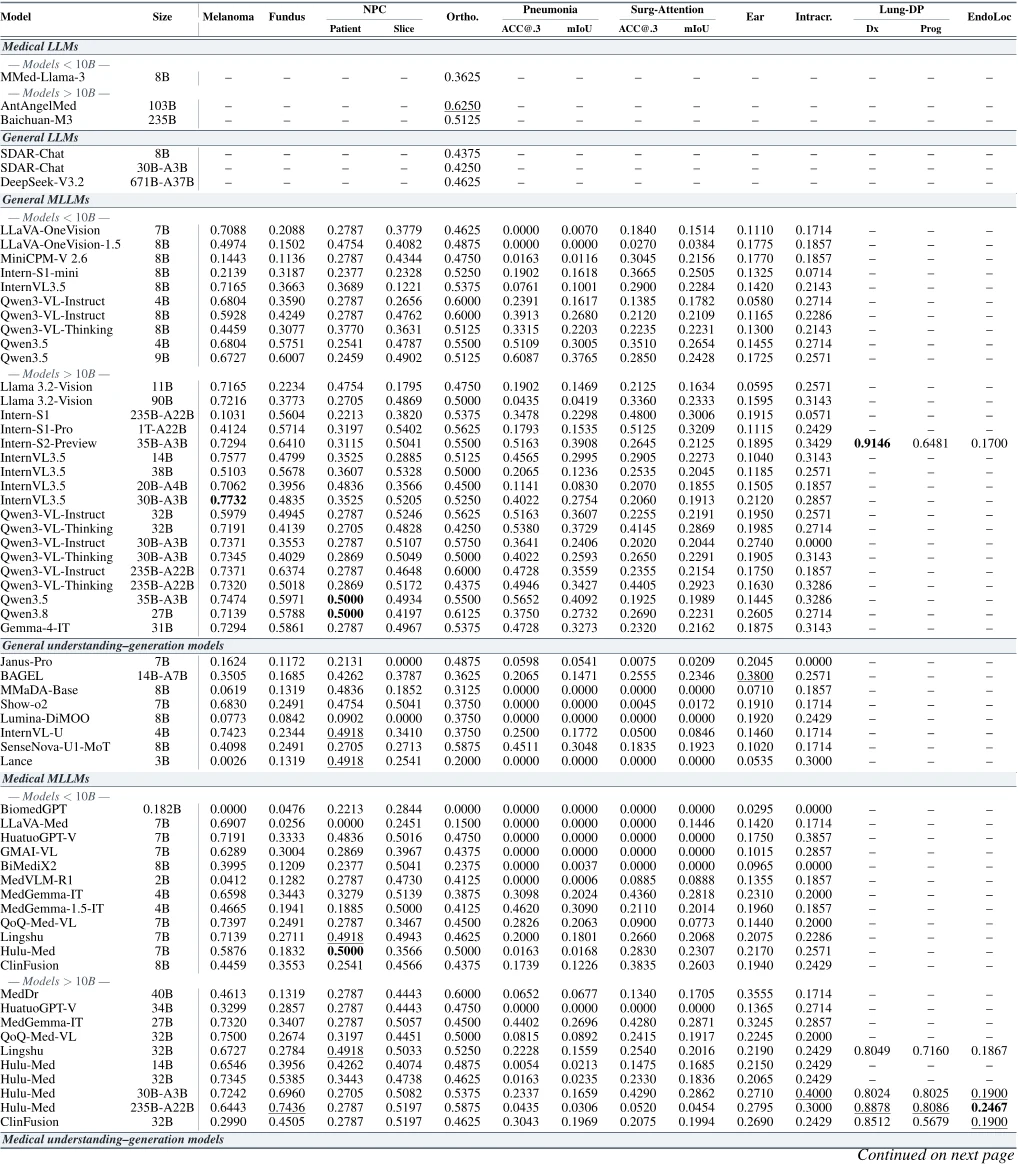 Model Size Melanoma Fundus NPC Ortho. Pneumonia Surg-Attention Ear Intracr. Lung-DP EndoLoc
Patient Slice ACC@.3 mIoU ACC@.3 mIoU Dx Prog
Medical LLMs
— Models < 10B —
MMed-Llama-3 8B – – – – 0.3625 – – – – – – – – –
— Models > 10B —
AntAngelMed 103B – – – – 0.6250 – – – – – – – – –
Baichuan-M3 235B – – – – 0.5125 – – – – – – – – –
General LLMs
SDAR-Chat 8B – – – – 0.4375 – – – – – – – – –
SDAR-Chat 30B-A3B – – – – 0.4250 – – – – – – – – –
DeepSeek-V3.2 671B-A37B – – – – 0.4625 – – – – – – – – –
General MLLMs
— Models < 10B —
LLaVA-OneVision 7B 0.7088 0.2088 0.2787 0.3779 0.4625 0.0000 0.0070 0.1840 0.1514 0.1110 0.1714 – – –
LLaVA-OneVision-1.5 8B 0.4974 0.1502 0.4754 0.4082 0.4875 0.0000 0.0000 0.0270 0.0384 0.1775 0.1857 – – –
MiniCPM-V 2.6 8B 0.1443 0.1136 0.2787 0.4344 0.4750 0.0163 0.0116 0.3045 0.2156 0.1770 0.1857 – – –
Intern-S1-mini 8B 0.2139 0.3187 0.2377 0.2328 0.5250 0.1902 0.1618 0.3665 0.2505 0.1325 0.0714 – – –
InternVL3.5 8B 0.7165 0.3663 0.3689 0.1221 0.5375 0.0761 0.1001 0.2900 0.2284 0.1420 0.2143 – – –
Qwen3-VL-Instruct 4B 0.6804 0.3590 0.2787 0.2656 0.6000 0.2391 0.1617 0.1385 0.1782 0.0580 0.2714 – – –
Qwen3-VL-Instruct 8B 0.5928 0.4249 0.2787 0.4762 0.6000 0.3913 0.2680 0.2120 0.2109 0.1165 0.2286 – – –
Qwen3-VL-Thinking 8B 0.4459 0.3077 0.3770 0.3631 0.5125 0.3315 0.2203 0.2235 0.2231 0.1300 0.2143 – – –
Qwen3.5 4B 0.6804 0.5751 0.2541 0.4787 0.5500 0.5109 0.3005 0.3510 0.2654 0.1455 0.2714 – – –
Qwen3.5 9B 0.6727 0.6007 0.2459 0.4902 0.5125 0.6087 0.3765 0.2850 0.2428 0.1725 0.2571 – – –
— Models > 10B —
Llama 3.2-Vision 11B 0.7165 0.2234 0.4754 0.1795 0.4750 0.1902 0.1469 0.2125 0.1634 0.0595 0.2571 – – –
Llama 3.2-Vision 90B 0.7216 0.3773 0.2705 0.4869 0.5000 0.0435 0.0419 0.3360 0.2333 0.1595 0.3143 – – –
Intern-S1 235B-A22B 0.1031 0.5604 0.2213 0.3820 0.5375 0.3478 0.2298 0.4800 0.3006 0.1915 0.0571 – – –
Intern-S1-Pro 1T-A22B 0.4124 0.5714 0.3197 0.5402 0.5625 0.1793 0.1535 0.5125 0.3209 0.1115 0.2429 – – –
Intern-S2-Preview 35B-A3B 0.7294 0.6410 0.3115 0.5041 0.5500 0.5163 0.3908 0.2645 0.2125 0.1895 0.3429 0.9146 0.6481 0.1700
InternVL3.5 14B 0.7577 0.4799 0.3525 0.2885 0.5125 0.4565 0.2995 0.2905 0.2273 0.1040 0.3143 – – –
InternVL3.5 38B 0.5103 0.5678 0.3607 0.5328 0.5000 0.2065 0.1236 0.2535 0.2045 0.1185 0.2571 – – –
InternVL3.5 20B-A4B 0.7062 0.3956 0.4836 0.3566 0.4500 0.1141 0.0830 0.2070 0.1855 0.1505 0.1857 – – –
InternVL3.5 30B-A3B 0.7732 0.4835 0.3525 0.5205 0.5250 0.4022 0.2754 0.2060 0.1913 0.2120 0.2857 – – –
Qwen3-VL-Instruct 32B 0.5979 0.4945 0.2787 0.5246 0.5625 0.5163 0.3607 0.2255 0.2191 0.1950 0.2571 – – –
Qwen3-VL-Thinking 32B 0.7191 0.4139 0.2705 0.4828 0.4250 0.5380 0.3729 0.4145 0.2869 0.1985 0.2714 – – –
Qwen3-VL-Instruct 30B-A3B 0.7371 0.3553 0.2787 0.5107 0.5750 0.3641 0.2406 0.2020 0.2044 0.2740 0.0000 – – –
Qwen3-VL-Thinking 30B-A3B 0.7345 0.4029 0.2869 0.5049 0.5000 0.4022 0.2593 0.2650 0.2291 0.1905 0.3143 – – –
Qwen3-VL-Instruct 235B-A22B 0.7371 0.6374 0.2787 0.4648 0.6000 0.4728 0.3559 0.2355 0.2154 0.1750 0.1857 – – –
Qwen3-VL-Thinking 235B-A22B 0.7320 0.5018 0.2869 0.5172 0.4375 0.4946 0.3427 0.4405 0.2923 0.1630 0.3286 – – –
Qwen3.5 35B-A3B 0.7474 0.5971 0.5000 0.4934 0.5500 0.5652 0.4092 0.1925 0.1989 0.1445 0.3286 – – –
Qwen3.8 27B 0.7139 0.5788 0.5000 0.4197 0.6125 0.3750 0.2732 0.2690 0.2231 0.2605 0.2714 – – –
Gemma-4-IT 31B 0.7294 0.5861 0.2787 0.4967 0.5375 0.4728 0.3273 0.2320 0.2162 0.1875 0.3143 – – –
General understanding–generation models
Janus-Pro 7B 0.1624 0.1172 0.2131 0.0000 0.4875 0.0598 0.0541 0.0075 0.0209 0.2045 0.0000 – – –
BAGEL 14B-A7B 0.3505 0.1685 0.4262 0.3787 0.3625 0.2065 0.1471 0.2555 0.2346 0.3800 0.2571 – – –
MMaDA-Base 8B 0.0619 0.1319 0.4836 0.1852 0.3125 0.0000 0.0000 0.0000 0.0000 0.0710 0.1857 – – –
Show-o2 7B 0.6830 0.2491 0.4754 0.5041 0.3750 0.0000 0.0000 0.0045 0.0172 0.1910 0.1714 – – –
Lumina-DiMOO 8B 0.0773 0.0842 0.0902 0.0000 0.3750 0.0000 0.0000 0.0000 0.0000 0.1920 0.2429 – – –
InternVL-U 4B 0.7423 0.2344 0.4918 0.3410 0.3750 0.2500 0.1772 0.0500 0.0846 0.1460 0.1714 – – –
SenseNova-U1-MoT 8B 0.4098 0.2491 0.2705 0.2713 0.5875 0.4511 0.3048 0.1835 0.1923 0.1020 0.1714 – – –
Lance 3B 0.0026 0.1319 0.4918 0.2541 0.2000 0.0000 0.0000 0.0000 0.0000 0.0535 0.3000 – – –
Medical MLLMs
— Models < 10B —
BiomedGPT 0.182B 0.0000 0.0476 0.2213 0.2844 0.0000 0.0000 0.0000 0.0000 0.0000 0.0295 0.0000 – – –
LLaVA-Med 7B 0.6907 0.0256 0.0000 0.2451 0.1500 0.0000 0.0000 0.0000 0.1446 0.1420 0.1714 – – –
HuatuoGPT-V 7B 0.7191 0.3333 0.4836 0.5016 0.4750 0.0000 0.0000 0.0000 0.0000 0.1750 0.3857 – – –
GMAI-VL 7B 0.6289 0.3004 0.2869 0.3967 0.4375 0.0000 0.0000 0.0000 0.0000 0.1015 0.2857 – – –
BiMediX2 8B 0.3995 0.1209 0.2377 0.5041 0.2375 0.0000 0.0037 0.0000 0.0000 0.0965 0.0000 – – –
MedVLM-R1 2B 0.0412 0.1282 0.2787 0.4730 0.4125 0.0000 0.0006 0.0885 0.0888 0.1355 0.1857 – – –
MedGemma-IT 4B 0.6598 0.3443 0.3279 0.5139 0.3875 0.3098 0.2024 0.4360 0.2818 0.2310 0.2000 – – –
MedGemma-1.5-IT 4B 0.4665 0.1941 0.1885 0.5000 0.4125 0.4620 0.3090 0.2110 0.2014 0.1960 0.1857 – – –
QoQ-Med-VL 7B 0.7397 0.2491 0.2787 0.3467 0.4500 0.2826 0.2063 0.0900 0.0773 0.1440 0.2000 – – –
Lingshu 7B 0.7139 0.2711 0.4918 0.4943 0.4625 0.2000 0.1801 0.2660 0.2068 0.2075 0.2286 – – –
Hulu-Med 7B 0.5876 0.1832 0.5000 0.3566 0.5000 0.0163 0.0168 0.2830 0.2307 0.2170 0.2571 – – –
ClinFusion 8B 0.4459 0.3553 0.2541 0.4566 0.4375 0.1739 0.1226 0.3835 0.2603 0.1940 0.2429 – – –
— Models > 10B —
MedDr 40B 0.4613 0.1319 0.2787 0.4443 0.6000 0.0652 0.0677 0.1340 0.1705 0.3555 0.1714 – – –
HuatuoGPT-V 34B 0.3299 0.2857 0.2787 0.4443 0.4750 0.0000 0.0000 0.0000 0.0000 0.1365 0.2714 – – –
MedGemma-IT 27B 0.7320 0.3407 0.2787 0.5057 0.4500 0.4402 0.2696 0.4280 0.2871 0.3245 0.2857 – – –
QoQ-Med-VL 32B 0.7500 0.2674 0.3197 0.4451 0.5000 0.0815 0.0892 0.2415 0.1917 0.2245 0.2000 – – –
Lingshu 32B 0.6727 0.2784 0.4918 0.5033 0.5250 0.2228 0.1559 0.2540 0.2016 0.2190 0.2429 0.8049 0.7160 0.1867
Hulu-Med 14B 0.6546 0.3956 0.4262 0.4074 0.4875 0.0054 0.0213 0.1475 0.1685 0.2150 0.2429 – – –
Hulu-Med 32B 0.7345 0.5385 0.3443 0.4738 0.4625 0.0163 0.0235 0.2330 0.1836 0.2065 0.2429 – – –
Hulu-Med 30B-A3B 0.7242 0.6960 0.2705 0.5082 0.5375 0.2337 0.1659 0.4290 0.2862 0.2710 0.4000 0.8024 0.8025 0.1900
Hulu-Med 235B-A22B 0.6443 0.7436 0.2787 0.5197 0.5875 0.0435 0.0306 0.0520 0.0454 0.2795 0.3000 0.8878 0.8086 0.2467
ClinFusion 32B 0.2990 0.4505 0.2787 0.5197 0.4625 0.3043 0.1969 0.2075 0.1994 0.2690 0.2429 0.8512 0.5679 0.1900
Medical understanding–generation models
Continued on next page